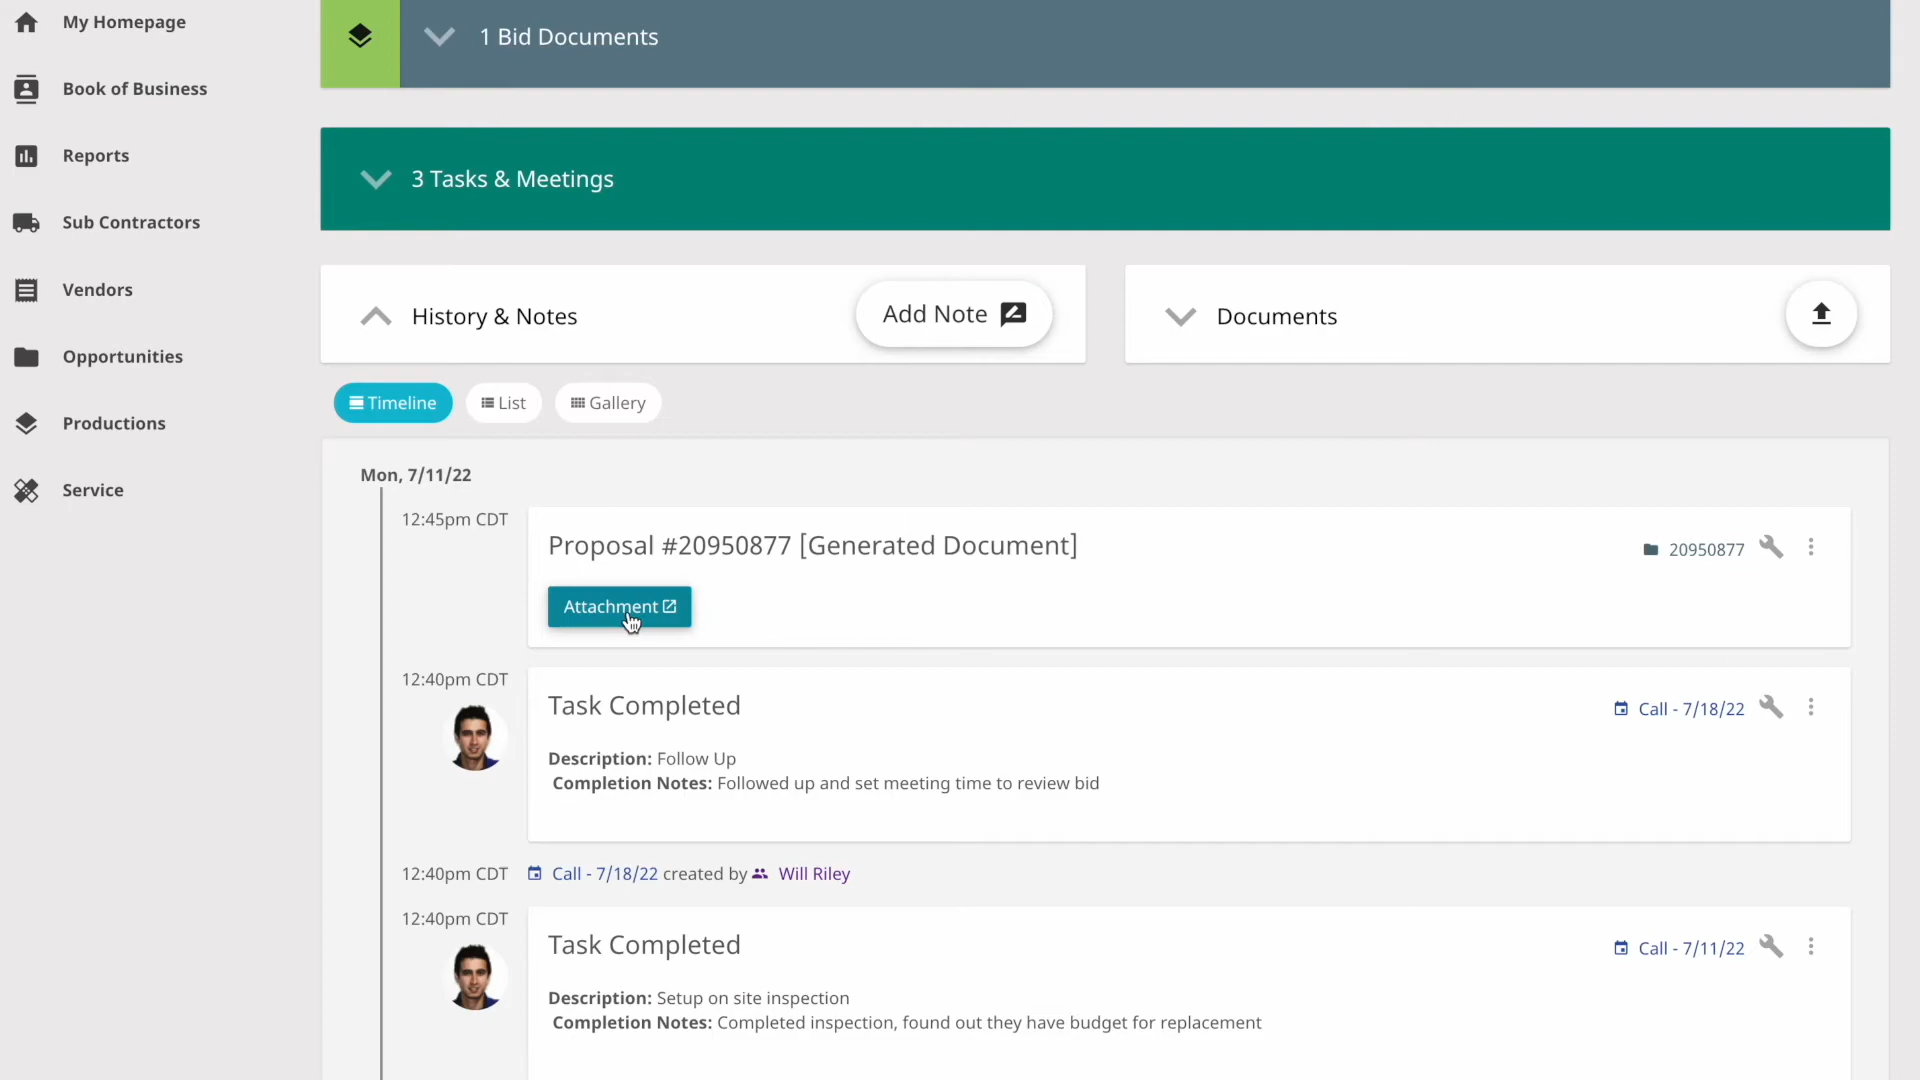 My Homepage
Book of Business
Reports
Sub Contractors
Vendors
Opportunities
Productions
Service
1 Bid Documents
3 Tasks & Meetings
History & Notes
Add Note
Documents
Timeline
List
Gallery
Mon, 7/11/22
12:45pm CDT
Proposal #20950877 [Generated Document]
20950877
Attachment
12:40pm CDT
Task Completed
Call - 7/18/22
Description: Follow Up
Completion Notes: Followed up and set meeting time to review bid
12:40pm CDT
Call - 7/18/22 created by Will Riley
12:40pm CDT
Task Completed
Call - 7/11/22
Description: Setup on site inspection
Completion Notes: Completed inspection, found out they have budget for replacement